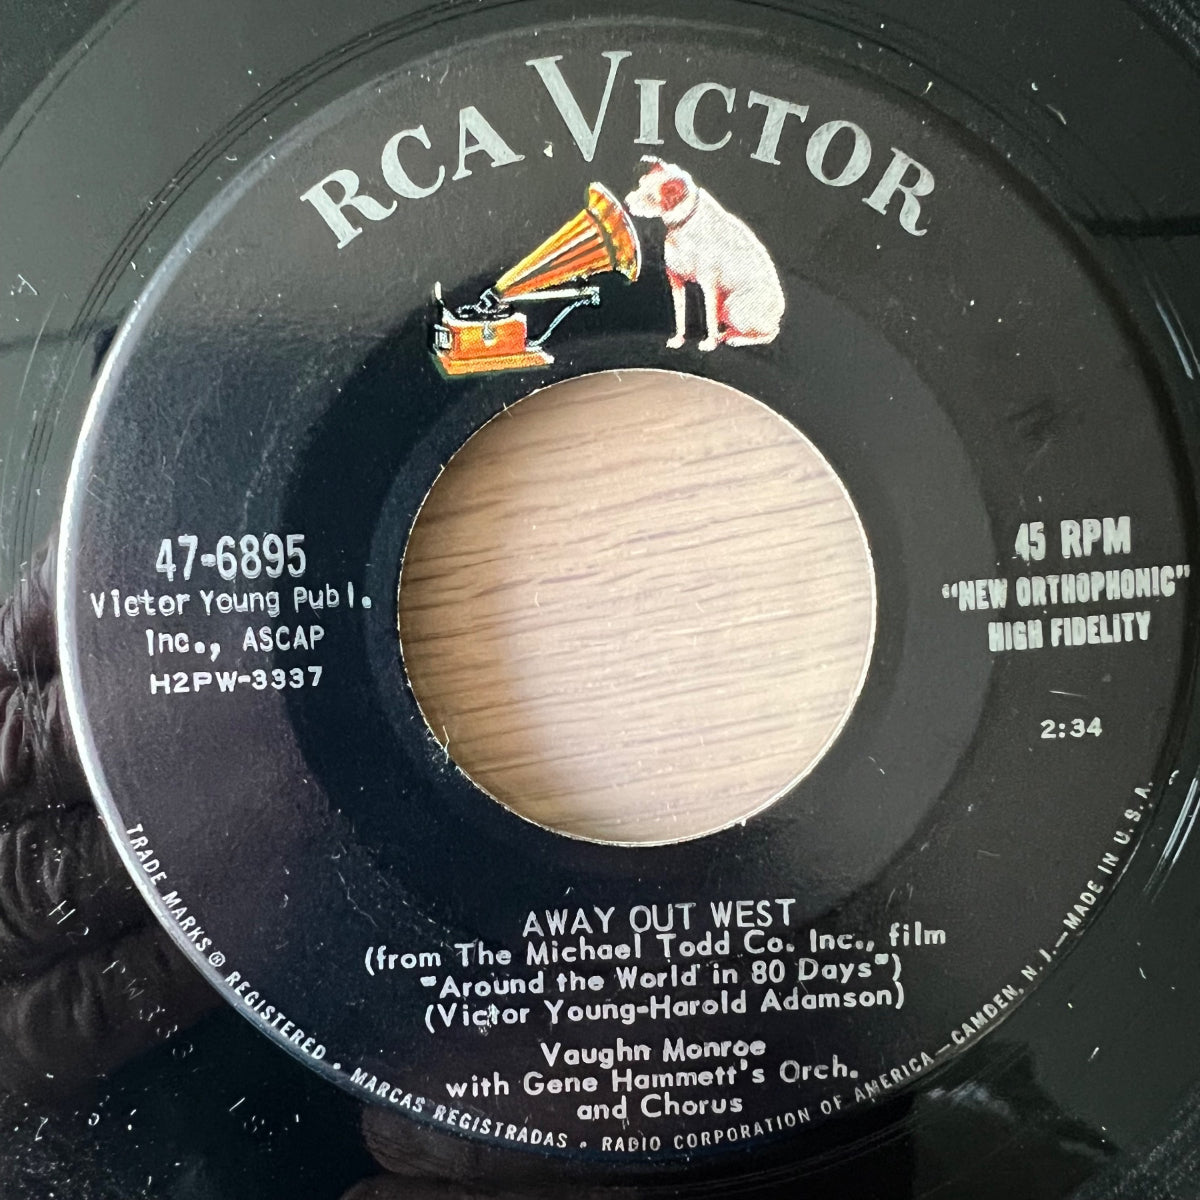 RCA VICTOR
47-6895
Victor Young Publ.
Inc., ASCAP
H2PW-3337
45 RPM
"NEW ORTHOPHONIC"
HIGH FIDELITY
2:34
AWAY OUT WEST
(from The Michael Todd Co. Inc., film
"Around the World in 80 Days")
(Victor Young-Harold Adamson)
Vaughn Monroe
with Gene Hammett's Orch.
and Chorus
TRADE MARKS ® REGISTERED • MARCAS REGISTRADAS • RADIO CORPORATION OF AMERICA—CAMDEN, N. J.—MADE IN U. S. A.